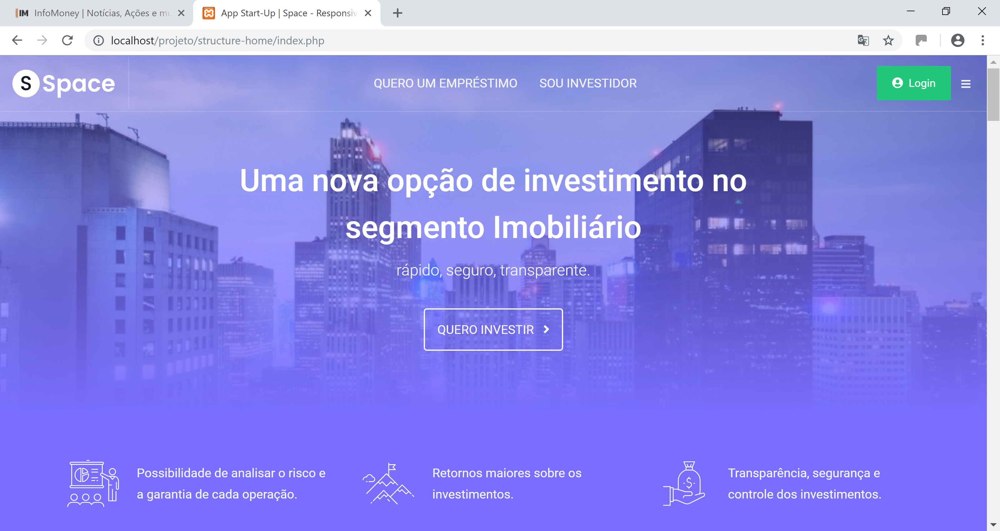 IM InfoMoney | Notícias, Ações e mu
App Start-Up | Space - Responsiv
localhost/projeto/structure-home/index.php
S Space
QUERO UM EMPRÉSTIMO SOU INVESTIDOR
Login
Uma nova opção de investimento no
segmento Imobiliário
rápido, seguro, transparente.
QUERO INVESTIR
Possibilidade de analisar o risco e
a garantia de cada operação.
Retornos maiores sobre os
investimentos.
Transparência, segurança e
controle dos investimentos.